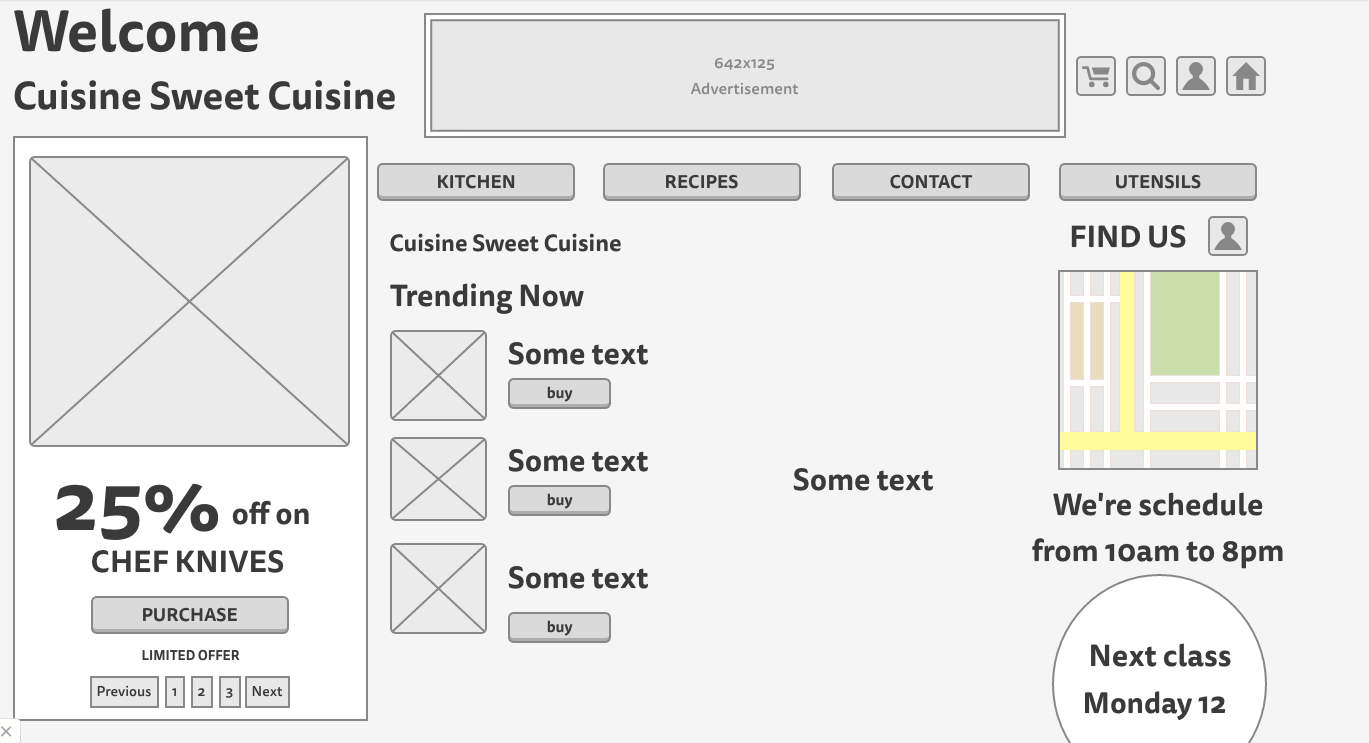 Welcome
Cuisine Sweet Cuisine
642x125
Advertisement
KITCHEN
RECIPES
CONTACT
UTENSILS
25% off on
CHEF KNIVES
PURCHASE
LIMITED OFFER
Previous 1 2 3 Next
Cuisine Sweet Cuisine
Trending Now
Some text
buy
Some text
buy
Some text
buy
Some text
FIND US
We're schedule
from 10am to 8pm
Next class
Monday 12